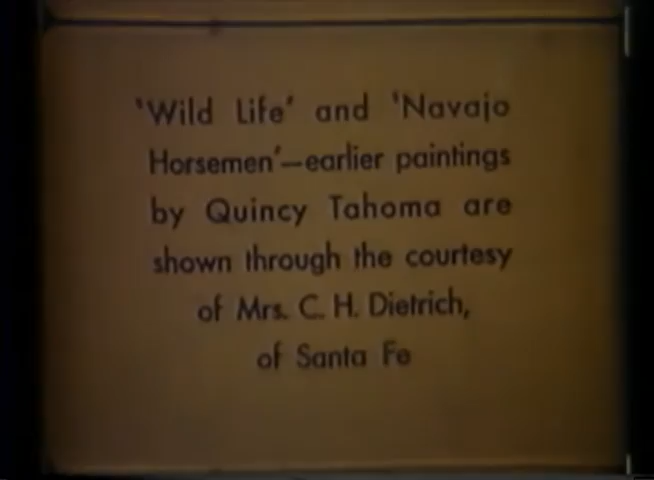 'Wild Life' and 'Navajo
Horsemen'—earlier paintings
by Quincy Tahoma are
shown through the courtesy
of Mrs. C. H. Dietrich,
of Santa Fe